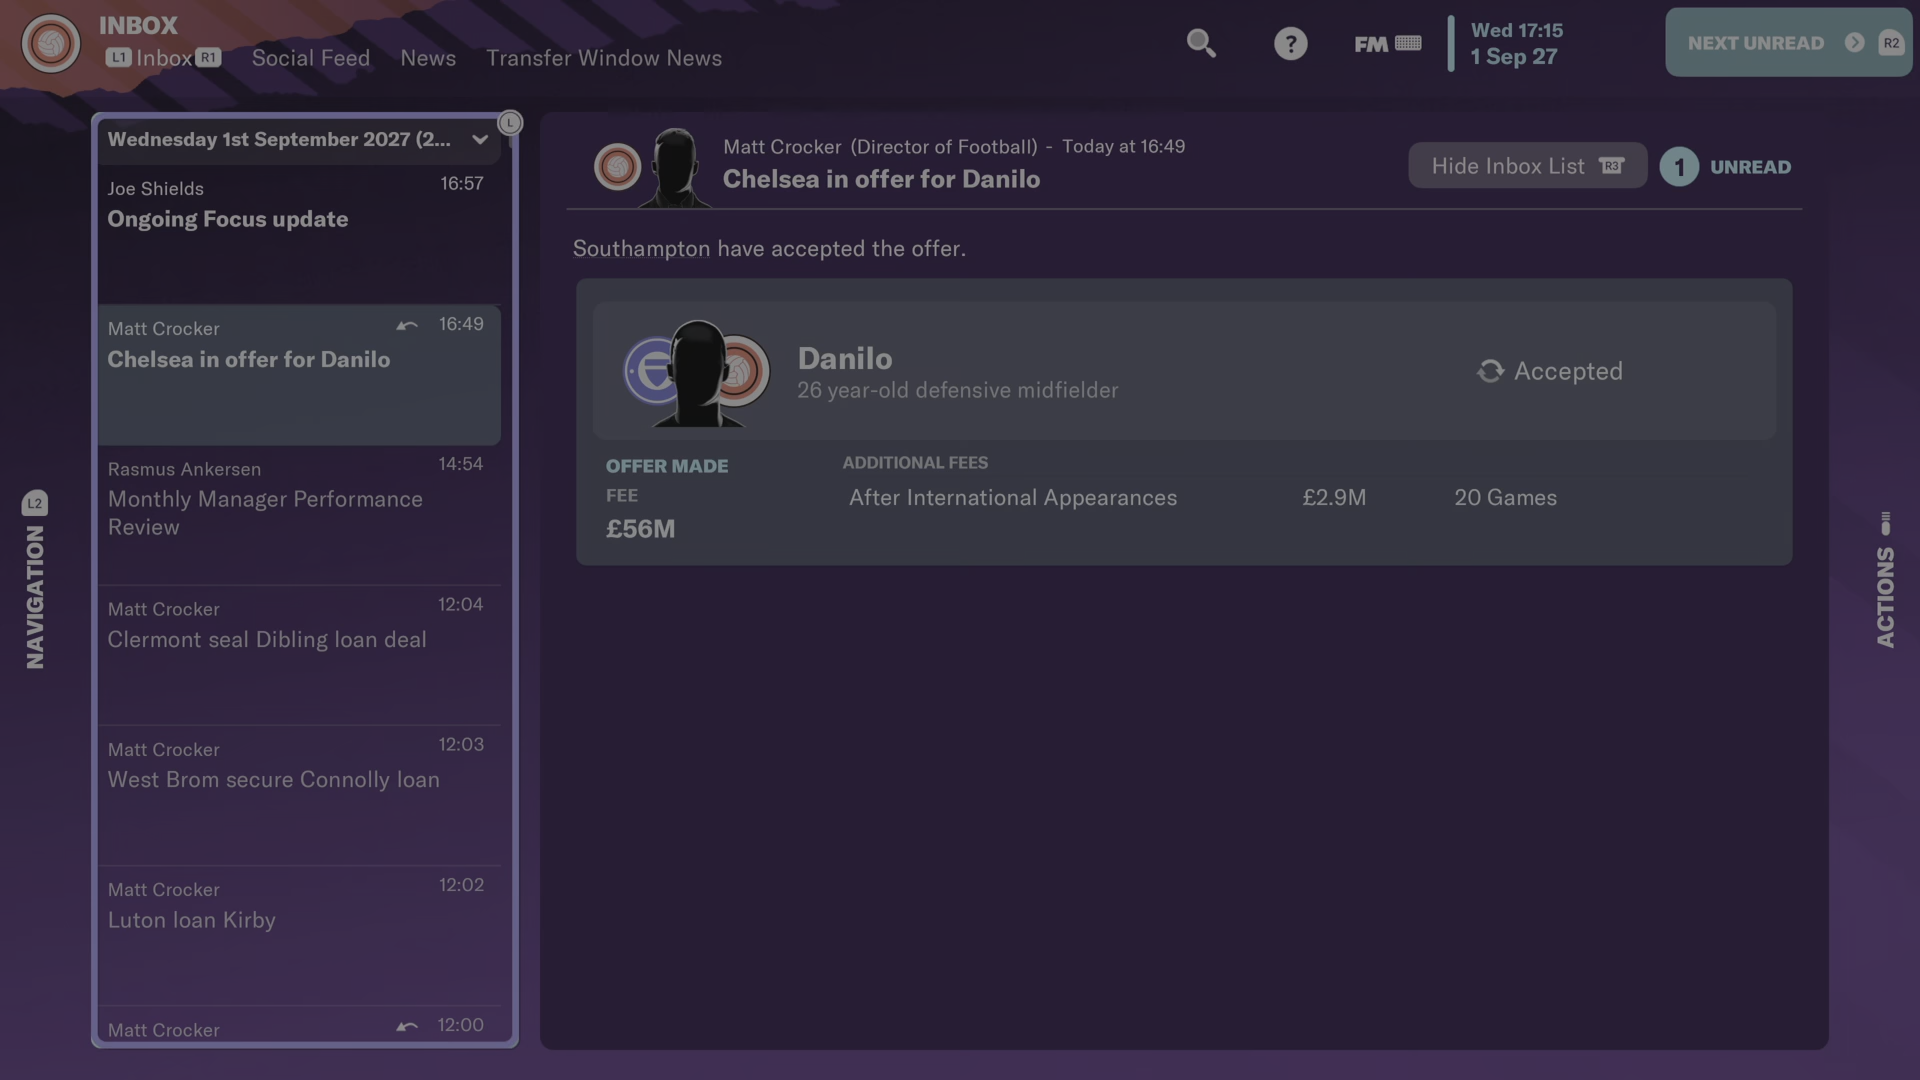 INBOX
L1 Inbox R1 Social Feed News Transfer Window News
?
FM
Wed 17:15
1 Sep 27
NEXT UNREAD R2
L2
NAVIGATION
Wednesday 1st September 2027 (2...
L
Joe Shields 16:57
Ongoing Focus update
Matt Crocker 16:49
Chelsea in offer for Danilo
Rasmus Ankersen 14:54
Monthly Manager Performance
Review
Matt Crocker 12:04
Clermont seal Dibling loan deal
Matt Crocker 12:03
West Brom secure Connolly loan
Matt Crocker 12:02
Luton loan Kirby
Matt Crocker 12:00
Matt Crocker (Director of Football) - Today at 16:49
Chelsea in offer for Danilo
Hide Inbox List R3
1 UNREAD
Southampton have accepted the offer.
Danilo
26 year-old defensive midfielder
Accepted
OFFER MADE
FEE
£56M
ADDITIONAL FEES
After International Appearances £2.9M 20 Games
ACTIONS